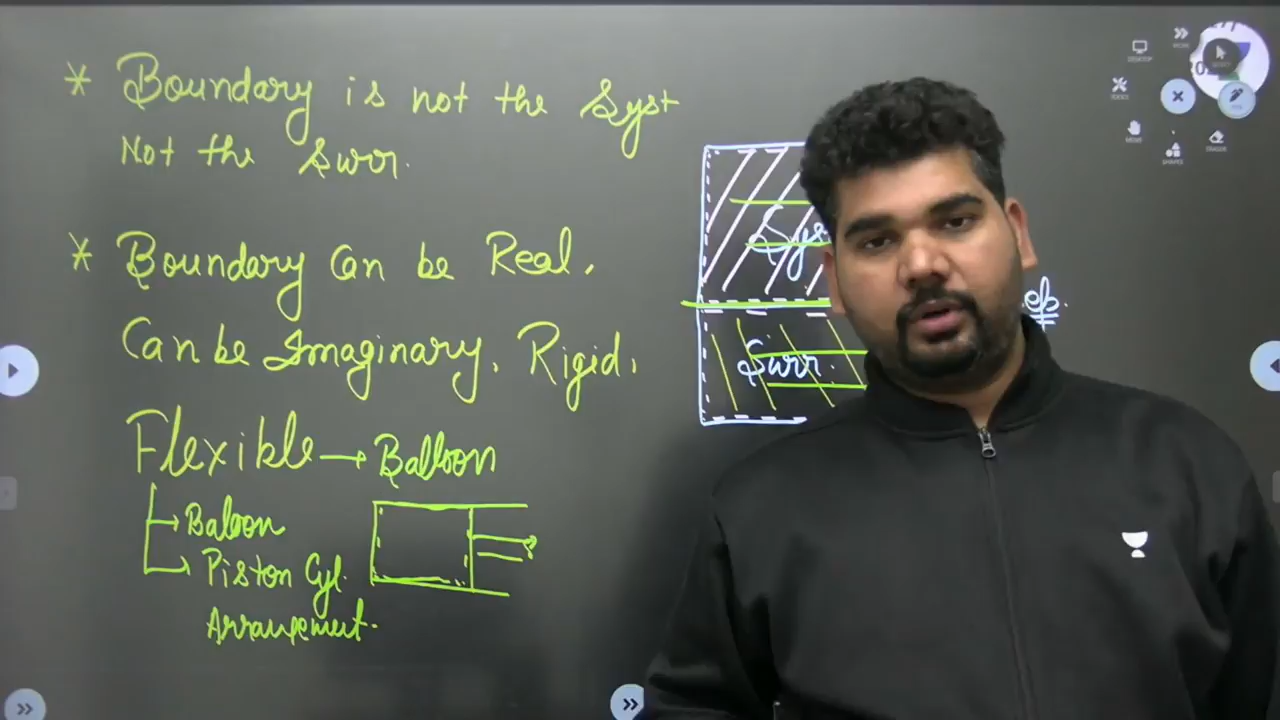 * Boundary is not the Syst
Not the Surr.
* Boundary Can be Real.
Can be Imaginary. Rigid,
Flexible → Balloon
→ Baloon
→ Piston Cyl.
Arrangement.
Sys
Surr.